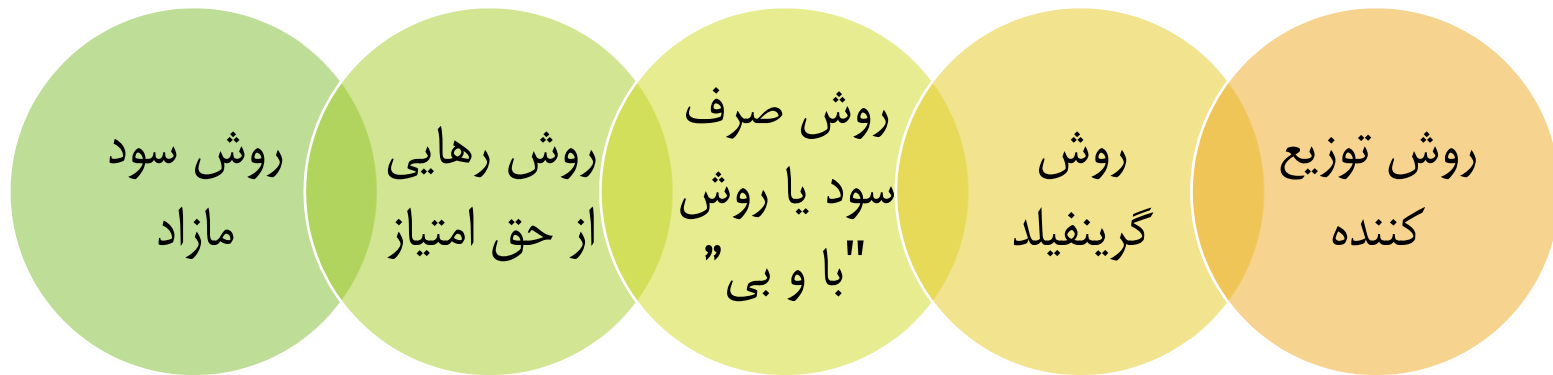 روش توزیع
کننده
روش
گرینفیلد
روش صرف
سود یا روش
"با و بی”
روش رهایی
از حق امتیاز
روش سود
مازاد